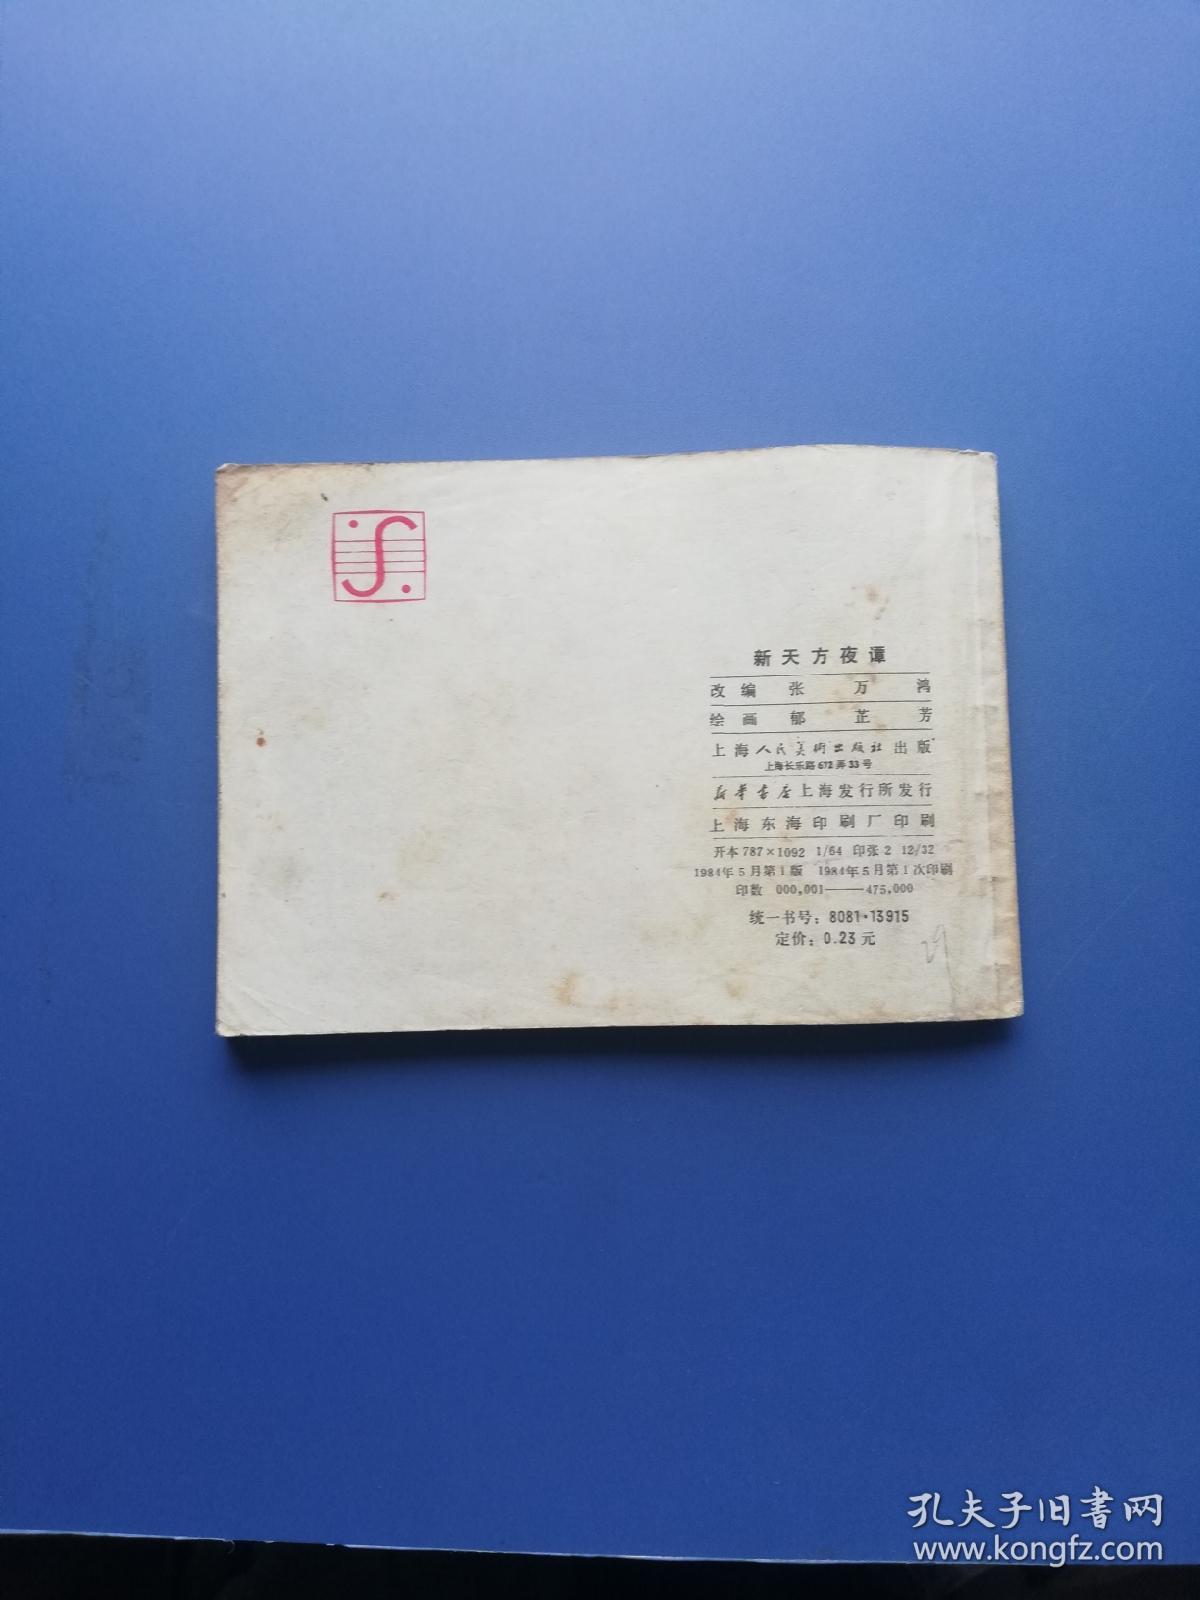 新天方夜谭
改编 张万鸿
绘画 郁芷芳
上海人民美術出版社出版
上海长乐路672弄33号
新华书店上海发行所发行
上海东海印刷厂印刷
开本 787×1092 1/64 印张 2 12/32
1984年5月第1版 1984年5月第1次印刷
印数 000,001——475,000
统一书号：8081·13915
定价：0.23元
29
孔夫子旧书网
www.kongfz.com